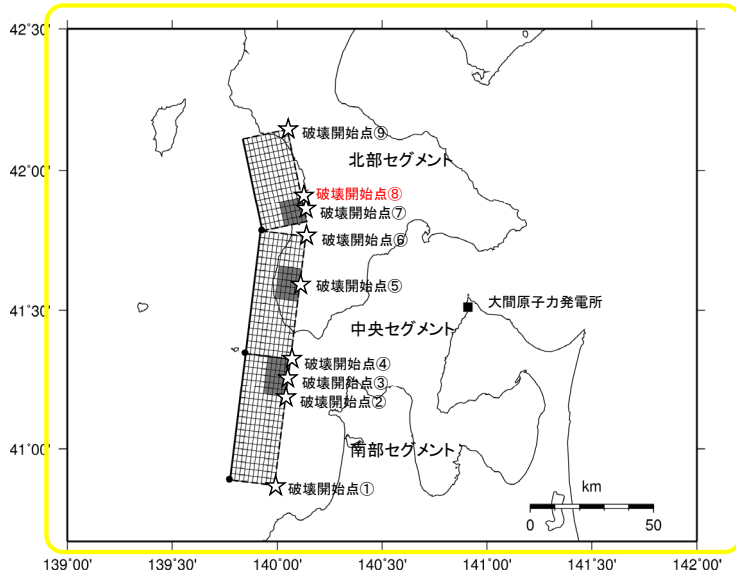 42°30'
42°00'
41°30'
41°00'
破壊開始点⑨
北部セグメント
破壊開始点⑧
破壊開始点⑦
破壊開始点⑥
破壊開始点⑤
大間原子力発電所
中央セグメント
破壊開始点④
破壊開始点③
破壊開始点②
南部セグメント
破壊開始点①
km
0 50
139°00' 139°30' 140°00' 140°30' 141°00' 141°30' 142°00'